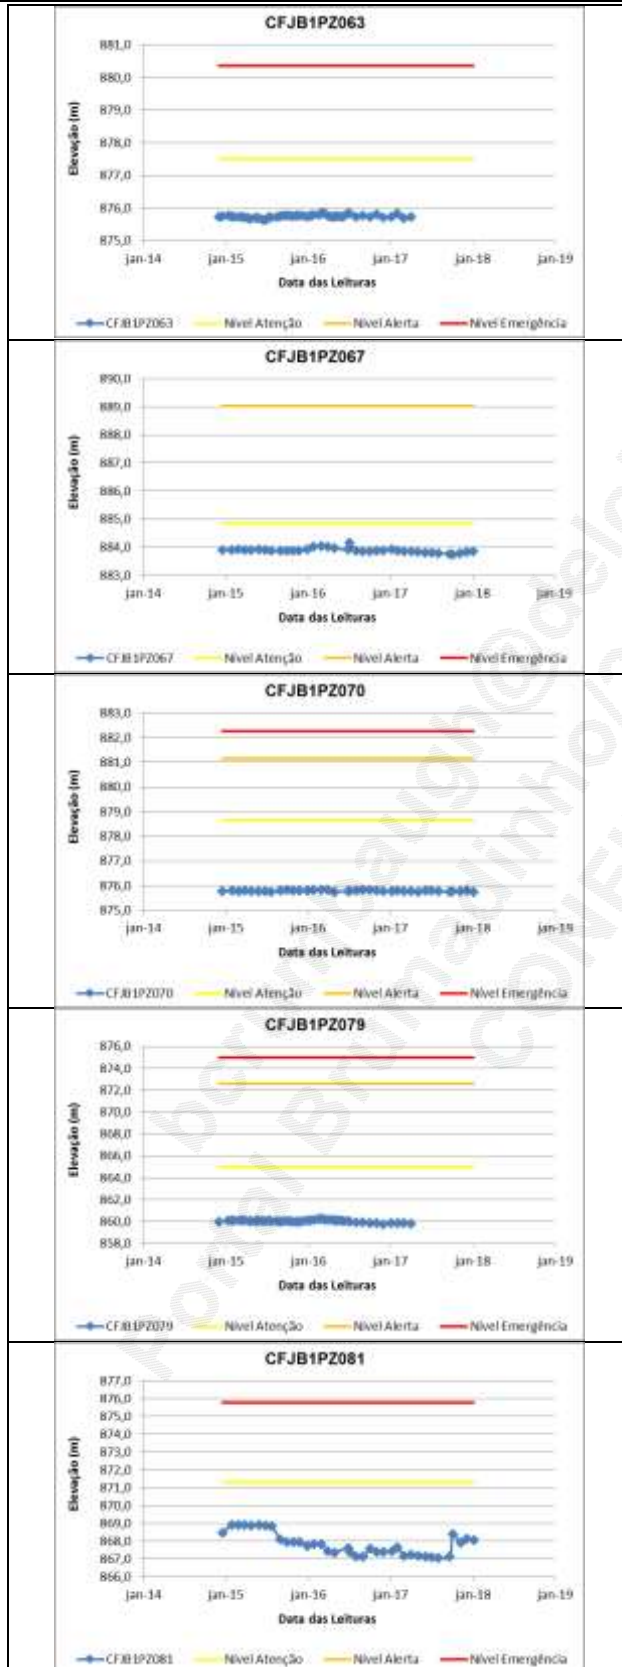 CFJB1PZ063
881,0
880,0
879,0
878,0
877,0
876,0
875,0
Elevação (m)
jan-14 jan-15 jan-16 jan-17 jan-18 jan-19
Data das Leituras
CFJB1PZ063 Nível Atenção Nível Alerta Nível Emergência
CFJB1PZ067
890,0
889,0
888,0
887,0
886,0
885,0
884,0
883,0
Elevação (m)
jan-14 jan-15 jan-16 jan-17 jan-18 jan-19
Data das Leituras
CFJB1PZ067 Nível Atenção Nível Alerta Nível Emergência
CFJB1PZ070
883,0
882,0
881,0
880,0
879,0
878,0
877,0
876,0
875,0
Elevação (m)
jan-14 jan-15 jan-16 jan-17 jan-18 jan-19
Data das Leituras
CFJB1PZ070 Nível Atenção Nível Alerta Nível Emergência
CFJB1PZ079
876,0
874,0
872,0
870,0
868,0
866,0
864,0
862,0
860,0
858,0
Elevação (m)
jan-14 jan-15 jan-16 jan-17 jan-18 jan-19
Data das Leituras
CFJB1PZ079 Nível Atenção Nível Alerta Nível Emergência
CFJB1PZ081
877,0
876,0
875,0
874,0
873,0
872,0
871,0
870,0
869,0
868,0
867,0
866,0
Elevação (m)
jan-14 jan-15 jan-16 jan-17 jan-18 jan-19
Data das Leituras
CFJB1PZ081 Nível Atenção Nível Alerta Nível Emergência
Portal